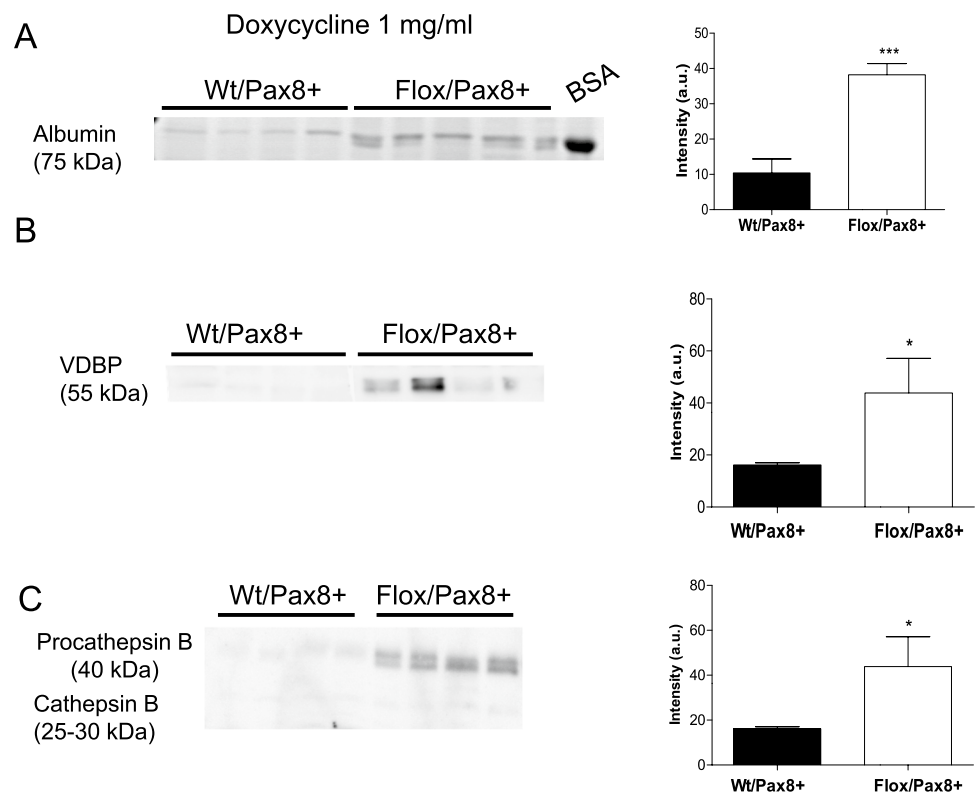 A
Doxycycline 1 mg/ml
Wt/Pax8+ Flox/Pax8+ BSA
Albumin
(75 kDa)
50
40
30
20
10
0
Intensity (a.u.)
***
Wt/Pax8+ Flox/Pax8+
B
Wt/Pax8+ Flox/Pax8+
VDBP
(55 kDa)
80
60
40
20
0
Intensity (a.u.)
*
Wt/Pax8+ Flox/Pax8+
C
Wt/Pax8+ Flox/Pax8+
Procathepsin B
(40 kDa)
Cathepsin B
(25-30 kDa)
80
60
40
20
0
Intensity (a.u.)
*
Wt/Pax8+ Flox/Pax8+